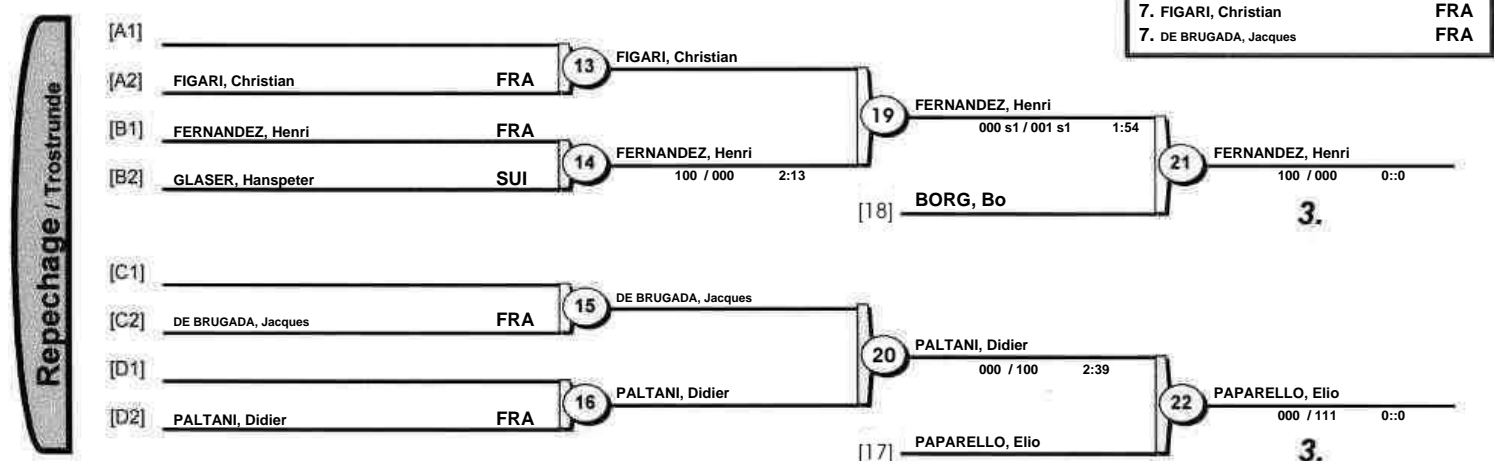 7. FIGARI, Christian FRA
7. DE BRUGADA, Jacques FRA
Repechage / Trostrunde
[A1]
[A2] FIGARI, Christian FRA
13 FIGARI, Christian
[B1] FERNANDEZ, Henri FRA
[B2] GLASER, Hanspeter SUI
14 FERNANDEZ, Henri
100 / 000 2:13
19 FERNANDEZ, Henri
000 s1 / 001 s1 1:54
[18] BORG, Bo
21 FERNANDEZ, Henri
100 / 000 0::0
3.
[C1]
[C2] DE BRUGADA, Jacques FRA
15 DE BRUGADA, Jacques
[D1]
[D2] PALTANI, Didier FRA
16 PALTANI, Didier
20 PALTANI, Didier
000 / 100 2:39
[17] PAPARELLO, Elio
22 PAPARELLO, Elio
000 / 111 0::0
3.